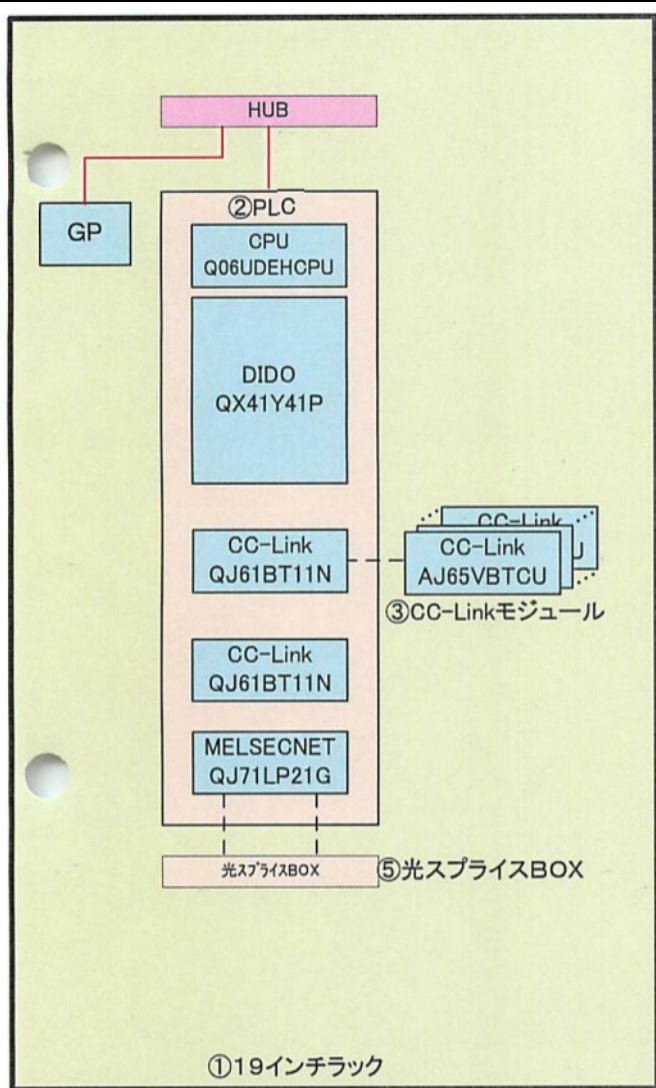 HUB
②PLC
GP
CPU
Q06UDEHCPU
DIDO
QX41Y41P
CC-Link
QJ61BT11N
CC-Link
U
CC-Link
AJ65VBTCU
③CC-Linkモジュール
CC-Link
QJ61BT11N
MELSECNET
QJ71LP21G
光スプライスBOX
⑤光スプライスBOX
①19インチラック